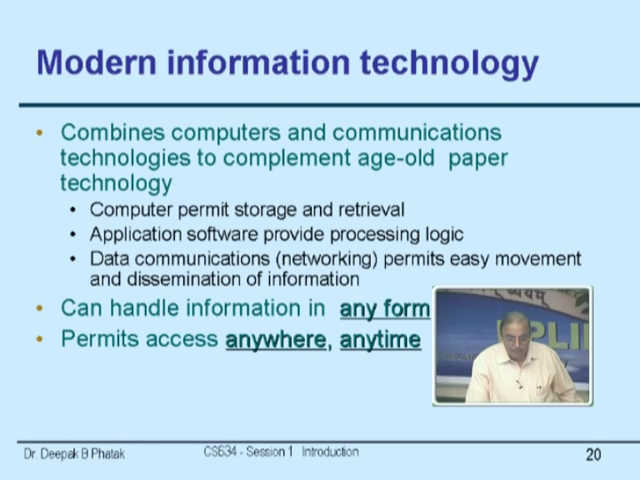 Modern information technology
• Combines computers and communications
technologies to complement age-old paper
technology
• Computer permit storage and retrieval
• Application software provide processing logic
• Data communications (networking) permits easy movement
and dissemination of information
• Can handle information in any form
• Permits access anywhere, anytime
Dr. Deepak B Phatak
CS634 - Session 1 Introduction
20